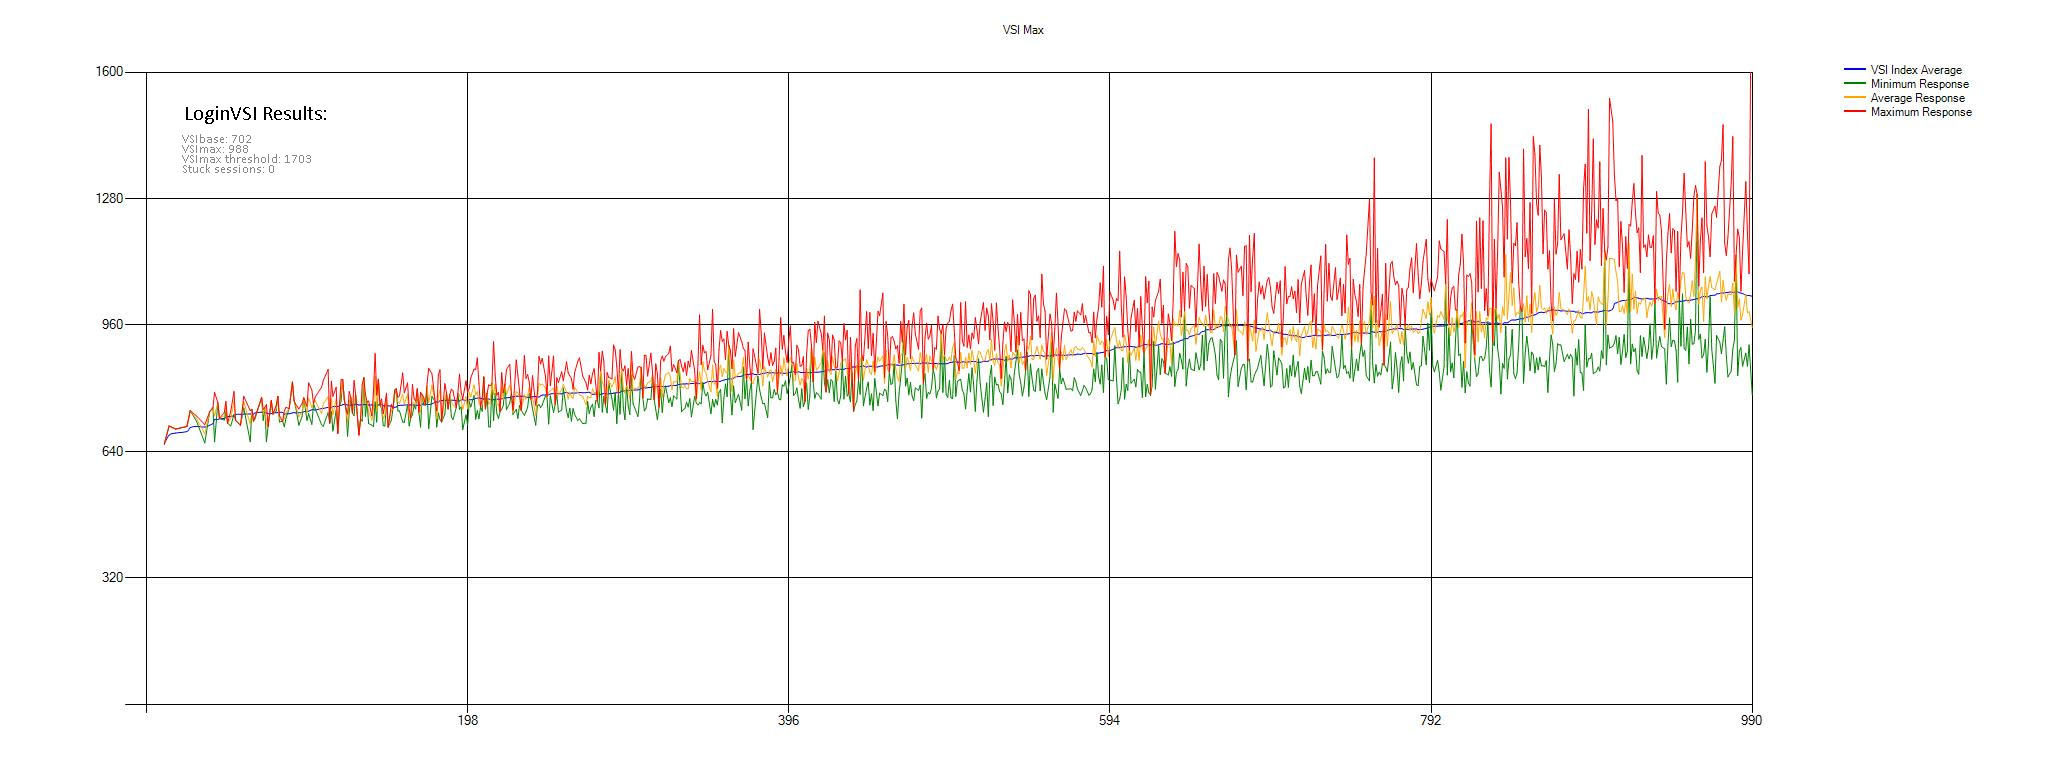 VSI Max
1600
1280
960
640
320
198
396
594
792
990
LoginVSI Results:
VSIbase: 702
VSImax: 988
VSImax threshold: 1703
Stuck sessions: 0
VSI Index Average
Minimum Response
Average Response
Maximum Response